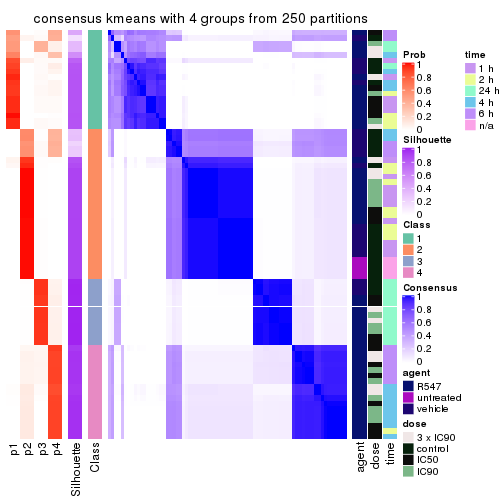 consensus kmeans with 4 groups from 250 partitions
p1
p2
p3
p4
Silhouette
Class
agent
dose
time
Prob
1
0.8
0.6
0.4
0.2
0
Silhouette
1
0.8
0.6
0.4
0.2
0
Class
1
2
3
4
Consensus
1
0.8
0.6
0.4
0.2
0
agent
R547
untreated
vehicle
dose
3 x IC90
control
IC50
IC90
time
1 h
2 h
24 h
4 h
6 h
n/a